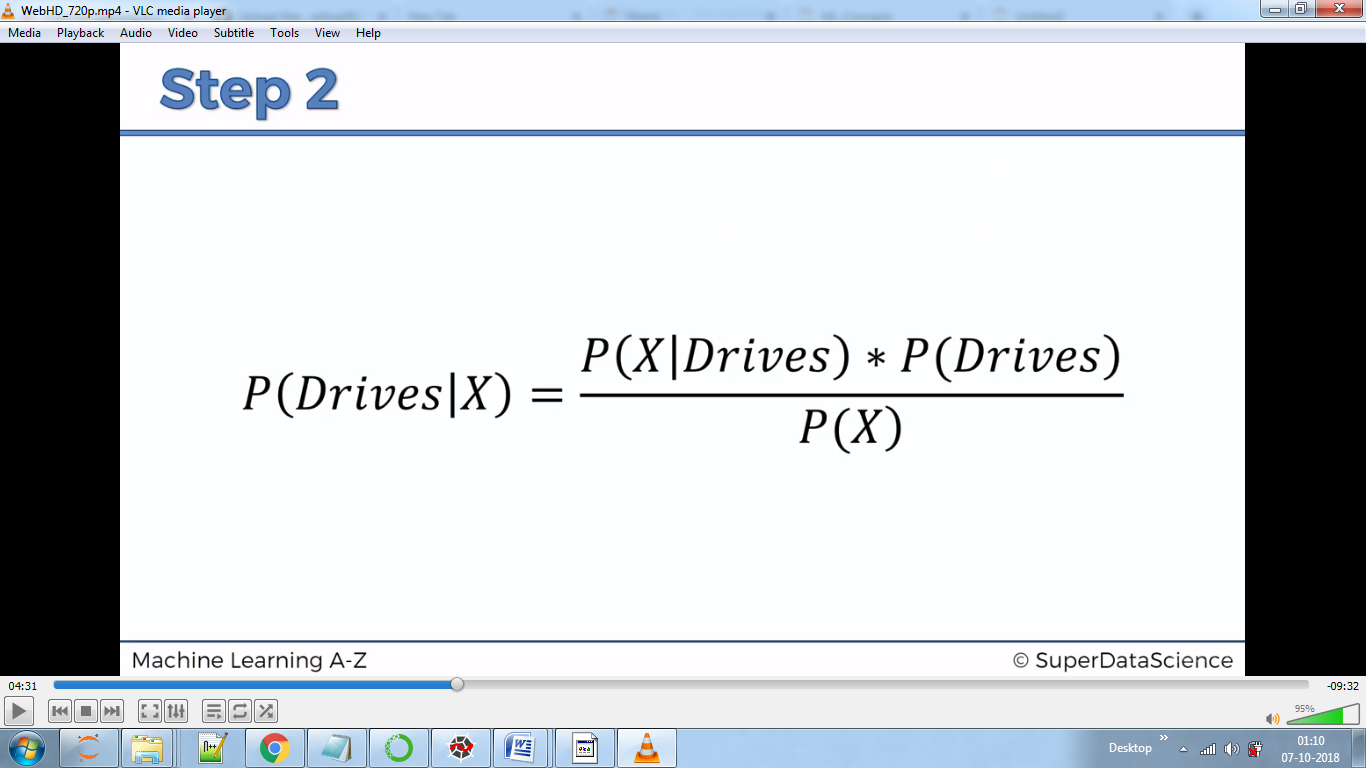 WebHD_720p.mp4 - VLC media player
Media Playback Audio Video Subtitle Tools View Help
Step 2
P(Drives|X) = P(X|Drives) ∗ P(Drives) / P(X)
Machine Learning A-Z
© SuperDataScience
04:31
-09:32
95%
Desktop
01:10
07-10-2018